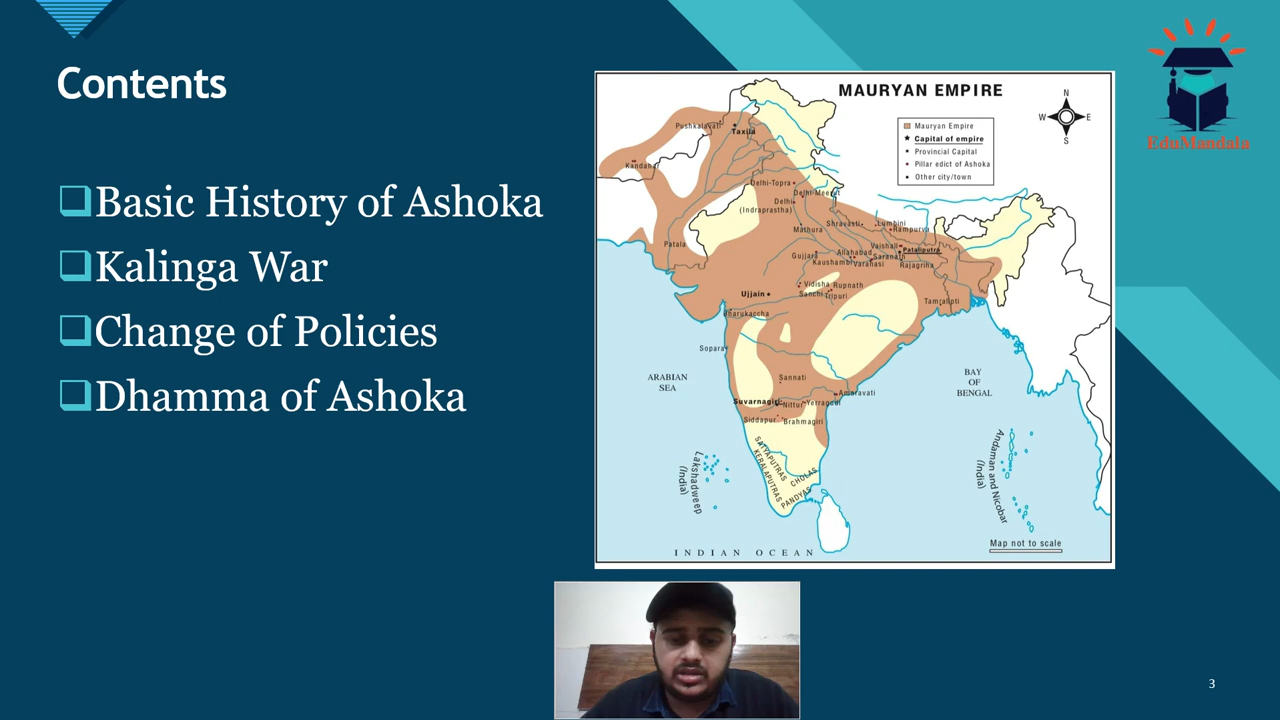 Contents
❑Basic History of Ashoka
❑Kalinga War
❑Change of Policies
❑Dhamma of Ashoka
MAURYAN EMPIRE
N
W E
S
Mauryan Empire
Capital of empire
Provincial Capital
Pillar edict of Ashoka
Other city/town
Pushkalavati
Taxila
Kandahar
Delhi-Topra
Delhi-Meerut
Delhi
(Indraprastha)
Mathura
Shravasti
Lumbini
Rampurva
Patala
Gujjara
Allahabad
Vaishali
Pataliputra
Kaushambi
Varanasi
Saranath
Rajagriha
Vidisha
Rupnath
Ujjain
Sanchi
Tripuri
Tamralipti
Bharukaccha
Sopara
ARABIAN
SEA
BAY
OF
BENGAL
Sannati
Suvarnagiri
Nittur
Yerragudi
Amaravati
Siddapur
Brahmagiri
SATYAPUTRAS
KERALAPUTRAS
CHOLAS
PANDYAS
Lakshadweep
(India)
Andaman and Nicobar
(India)
INDIAN OCEAN
Map not to scale
EduMandala
3